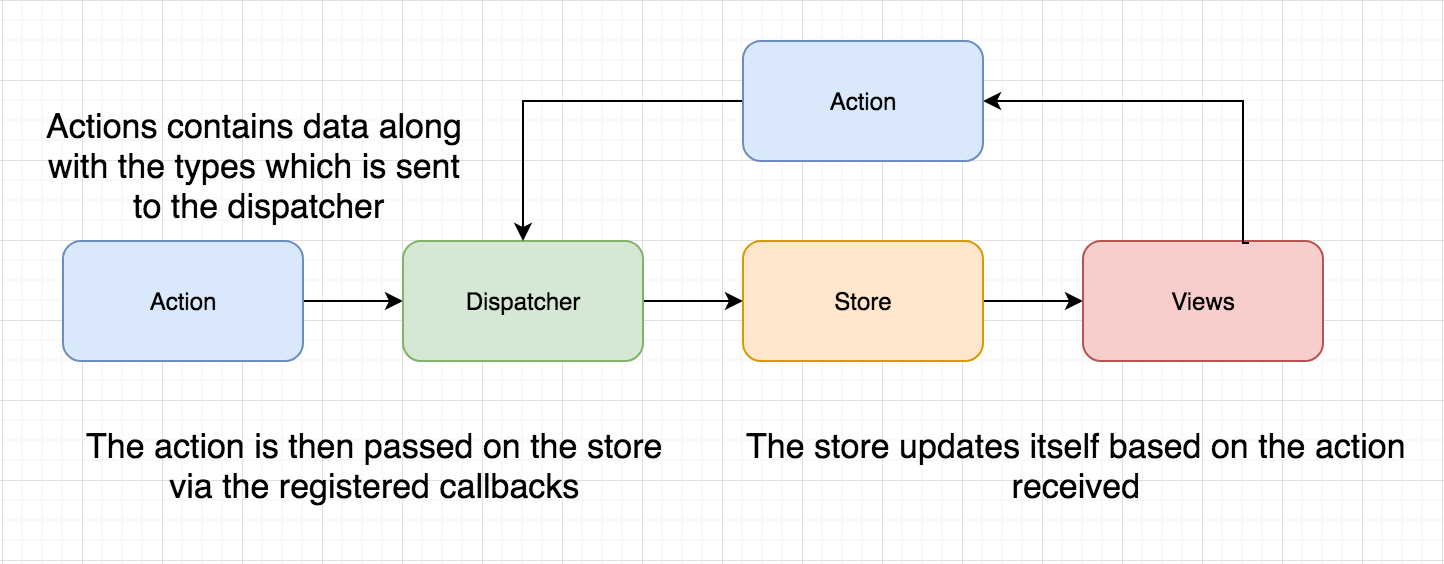 Action
Actions contains data along
with the types which is sent
to the dispatcher
Action
Dispatcher
Store
Views
The action is then passed on the store
via the registered callbacks
The store updates itself based on the action
received